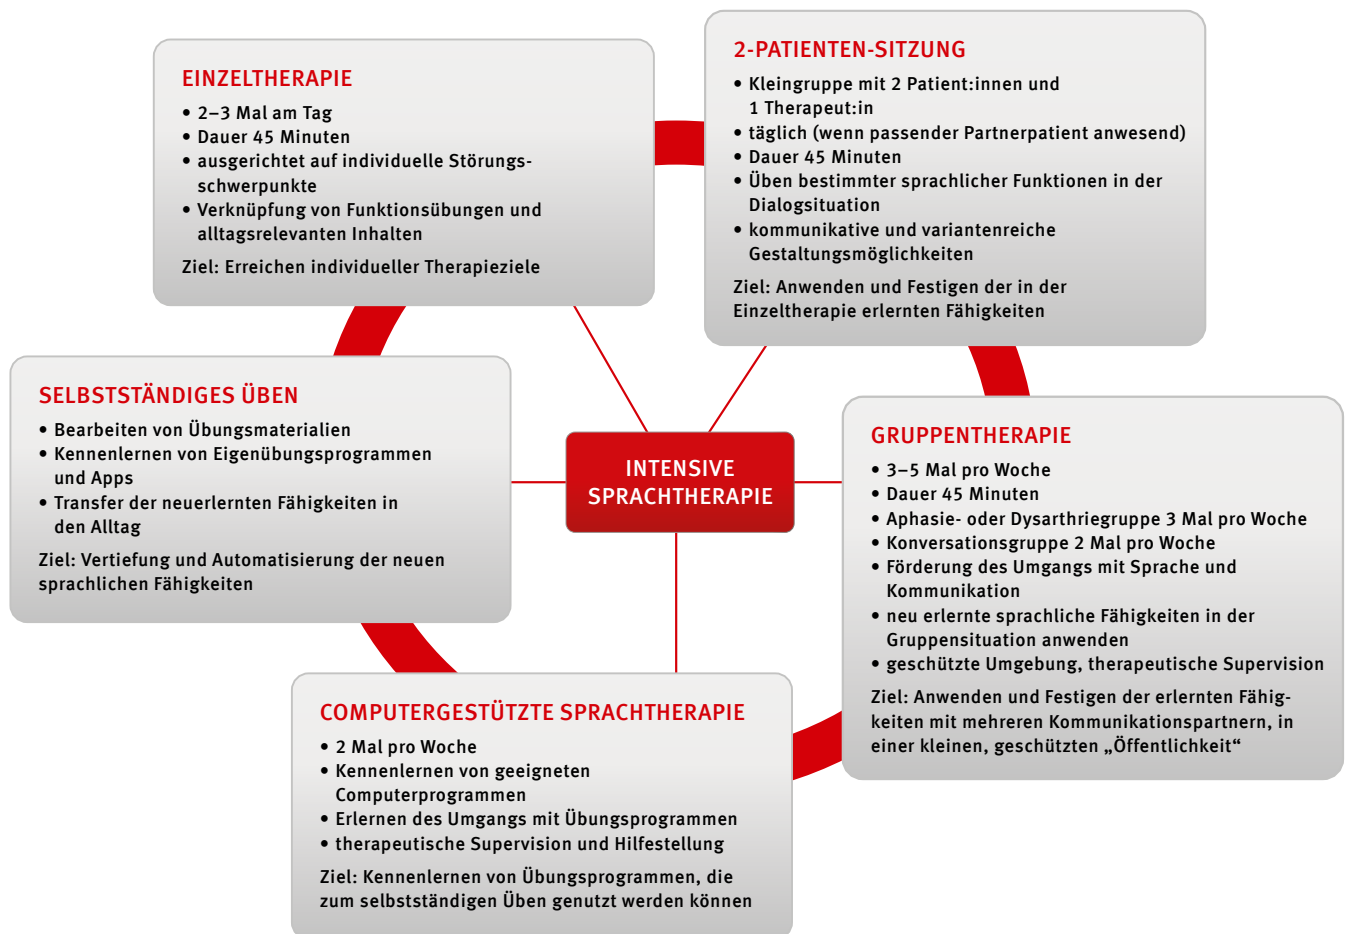 EINZELTHERAPIE
• 2–3 Mal am Tag
• Dauer 45 Minuten
• ausgerichtet auf individuelle Störungs-
schwerpunkte
• Verknüpfung von Funktionsübungen und
alltagsrelevanten Inhalten
Ziel: Erreichen individueller Therapieziele
2-PATIENTEN-SITZUNG
• Kleingruppe mit 2 Patient:innen und
1 Therapeut:in
• täglich (wenn passender Partnerpatient anwesend)
• Dauer 45 Minuten
• Üben bestimmter sprachlicher Funktionen in der
Dialogsituation
• kommunikative und variantenreiche
Gestaltungsmöglichkeiten
Ziel: Anwenden und Festigen der in der
Einzeltherapie erlernten Fähigkeiten
SELBSTSTÄNDIGES ÜBEN
• Bearbeiten von Übungsmaterialien
• Kennenlernen von Eigenübungsprogrammen
und Apps
• Transfer der neuerlernten Fähigkeiten in
den Alltag
Ziel: Vertiefung und Automatisierung der neuen
sprachlichen Fähigkeiten
INTENSIVE
SPRACHTHERAPIE
GRUPPENTHERAPIE
• 3–5 Mal pro Woche
• Dauer 45 Minuten
• Aphasie- oder Dysarthriegruppe 3 Mal pro Woche
• Konversationsgruppe 2 Mal pro Woche
• Förderung des Umgangs mit Sprache und
Kommunikation
• neu erlernte sprachliche Fähigkeiten in der
Gruppensituation anwenden
• geschützte Umgebung, therapeutische Supervision
Ziel: Anwenden und Festigen der erlernten Fähig-
keiten mit mehreren Kommunikationspartnern, in
einer kleinen, geschützten „Öffentlichkeit“
COMPUTERGESTÜTZTE SPRACHTHERAPIE
• 2 Mal pro Woche
• Kennenlernen von geeigneten
Computerprogrammen
• Erlernen des Umgangs mit Übungsprogrammen
• therapeutische Supervision und Hilfestellung
Ziel: Kennenlernen von Übungsprogrammen, die
zum selbstständigen Üben genutzt werden können